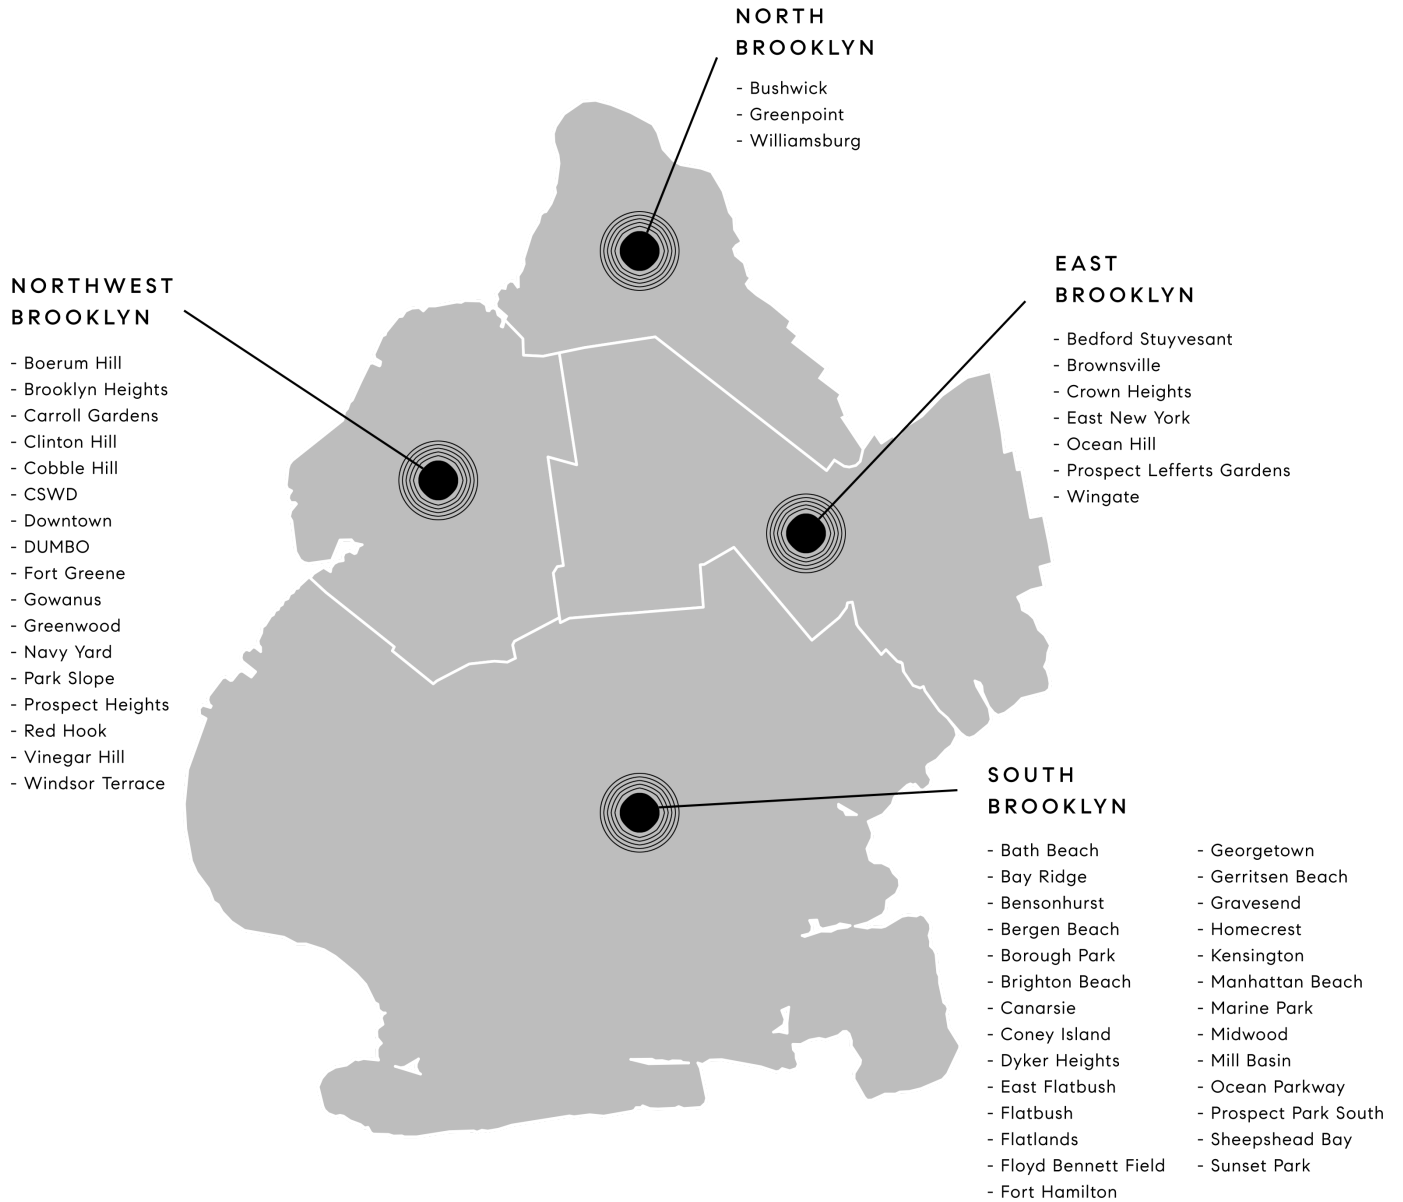 NORTH
BROOKLYN
- Bushwick
- Greenpoint
- Williamsburg
NORTHWEST
BROOKLYN
- Boerum Hill
- Brooklyn Heights
- Carroll Gardens
- Clinton Hill
- Cobble Hill
- CSWD
- Downtown
- DUMBO
- Fort Greene
- Gowanus
- Greenwood
- Navy Yard
- Park Slope
- Prospect Heights
- Red Hook
- Vinegar Hill
- Windsor Terrace
EAST
BROOKLYN
- Bedford Stuyvesant
- Brownsville
- Crown Heights
- East New York
- Ocean Hill
- Prospect Lefferts Gardens
- Wingate
SOUTH
BROOKLYN
- Bath Beach
- Bay Ridge
- Bensonhurst
- Bergen Beach
- Borough Park
- Brighton Beach
- Canarsie
- Coney Island
- Dyker Heights
- East Flatbush
- Flatbush
- Flatlands
- Floyd Bennett Field
- Fort Hamilton
- Georgetown
- Gerritsen Beach
- Gravesend
- Homecrest
- Kensington
- Manhattan Beach
- Marine Park
- Midwood
- Mill Basin
- Ocean Parkway
- Prospect Park South
- Sheepshead Bay
- Sunset Park